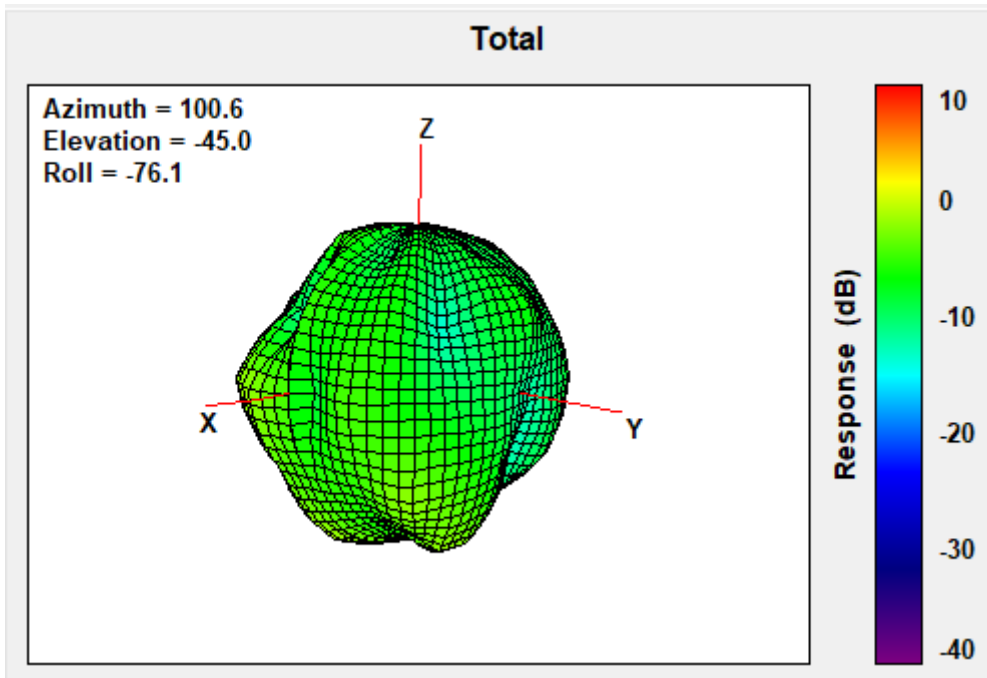 Total
Azimuth = 100.6
Elevation = -45.0
Roll = -76.1
Z
X
Y
10
0
-10
-20
-30
-40
Response (dB)